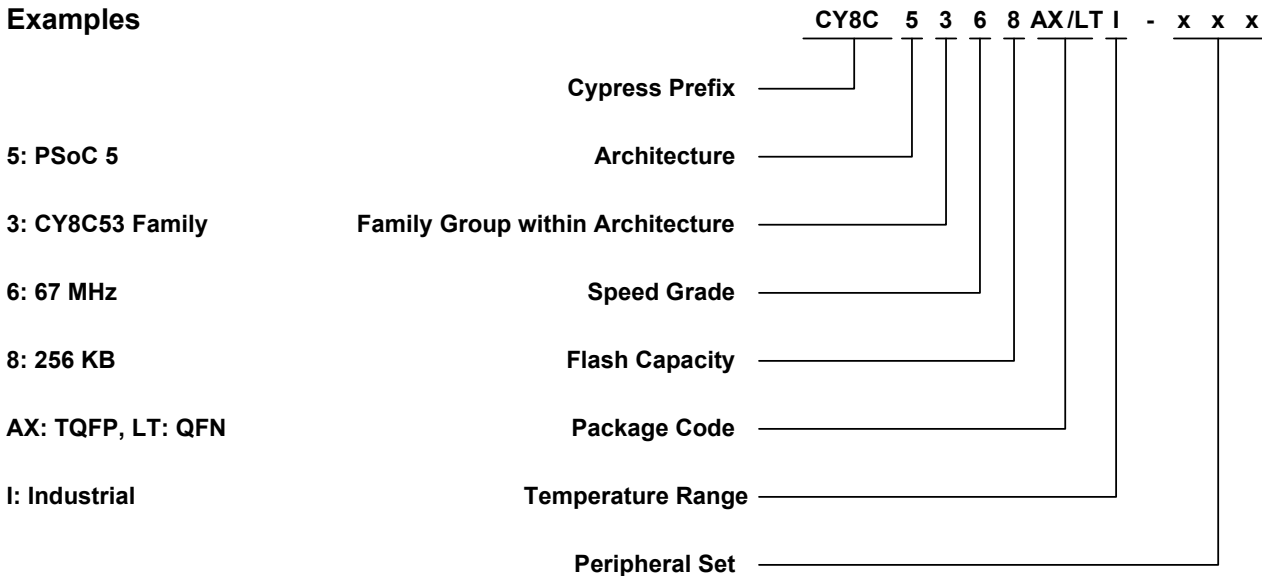 Examples CY8C 5 3 6 8 AX/LT I - x x x
Cypress Prefix
5: PSoC 5 Architecture
3: CY8C53 Family Family Group within Architecture
6: 67 MHz Speed Grade
8: 256 KB Flash Capacity
AX: TQFP, LT: QFN Package Code
I: Industrial Temperature Range
Peripheral Set